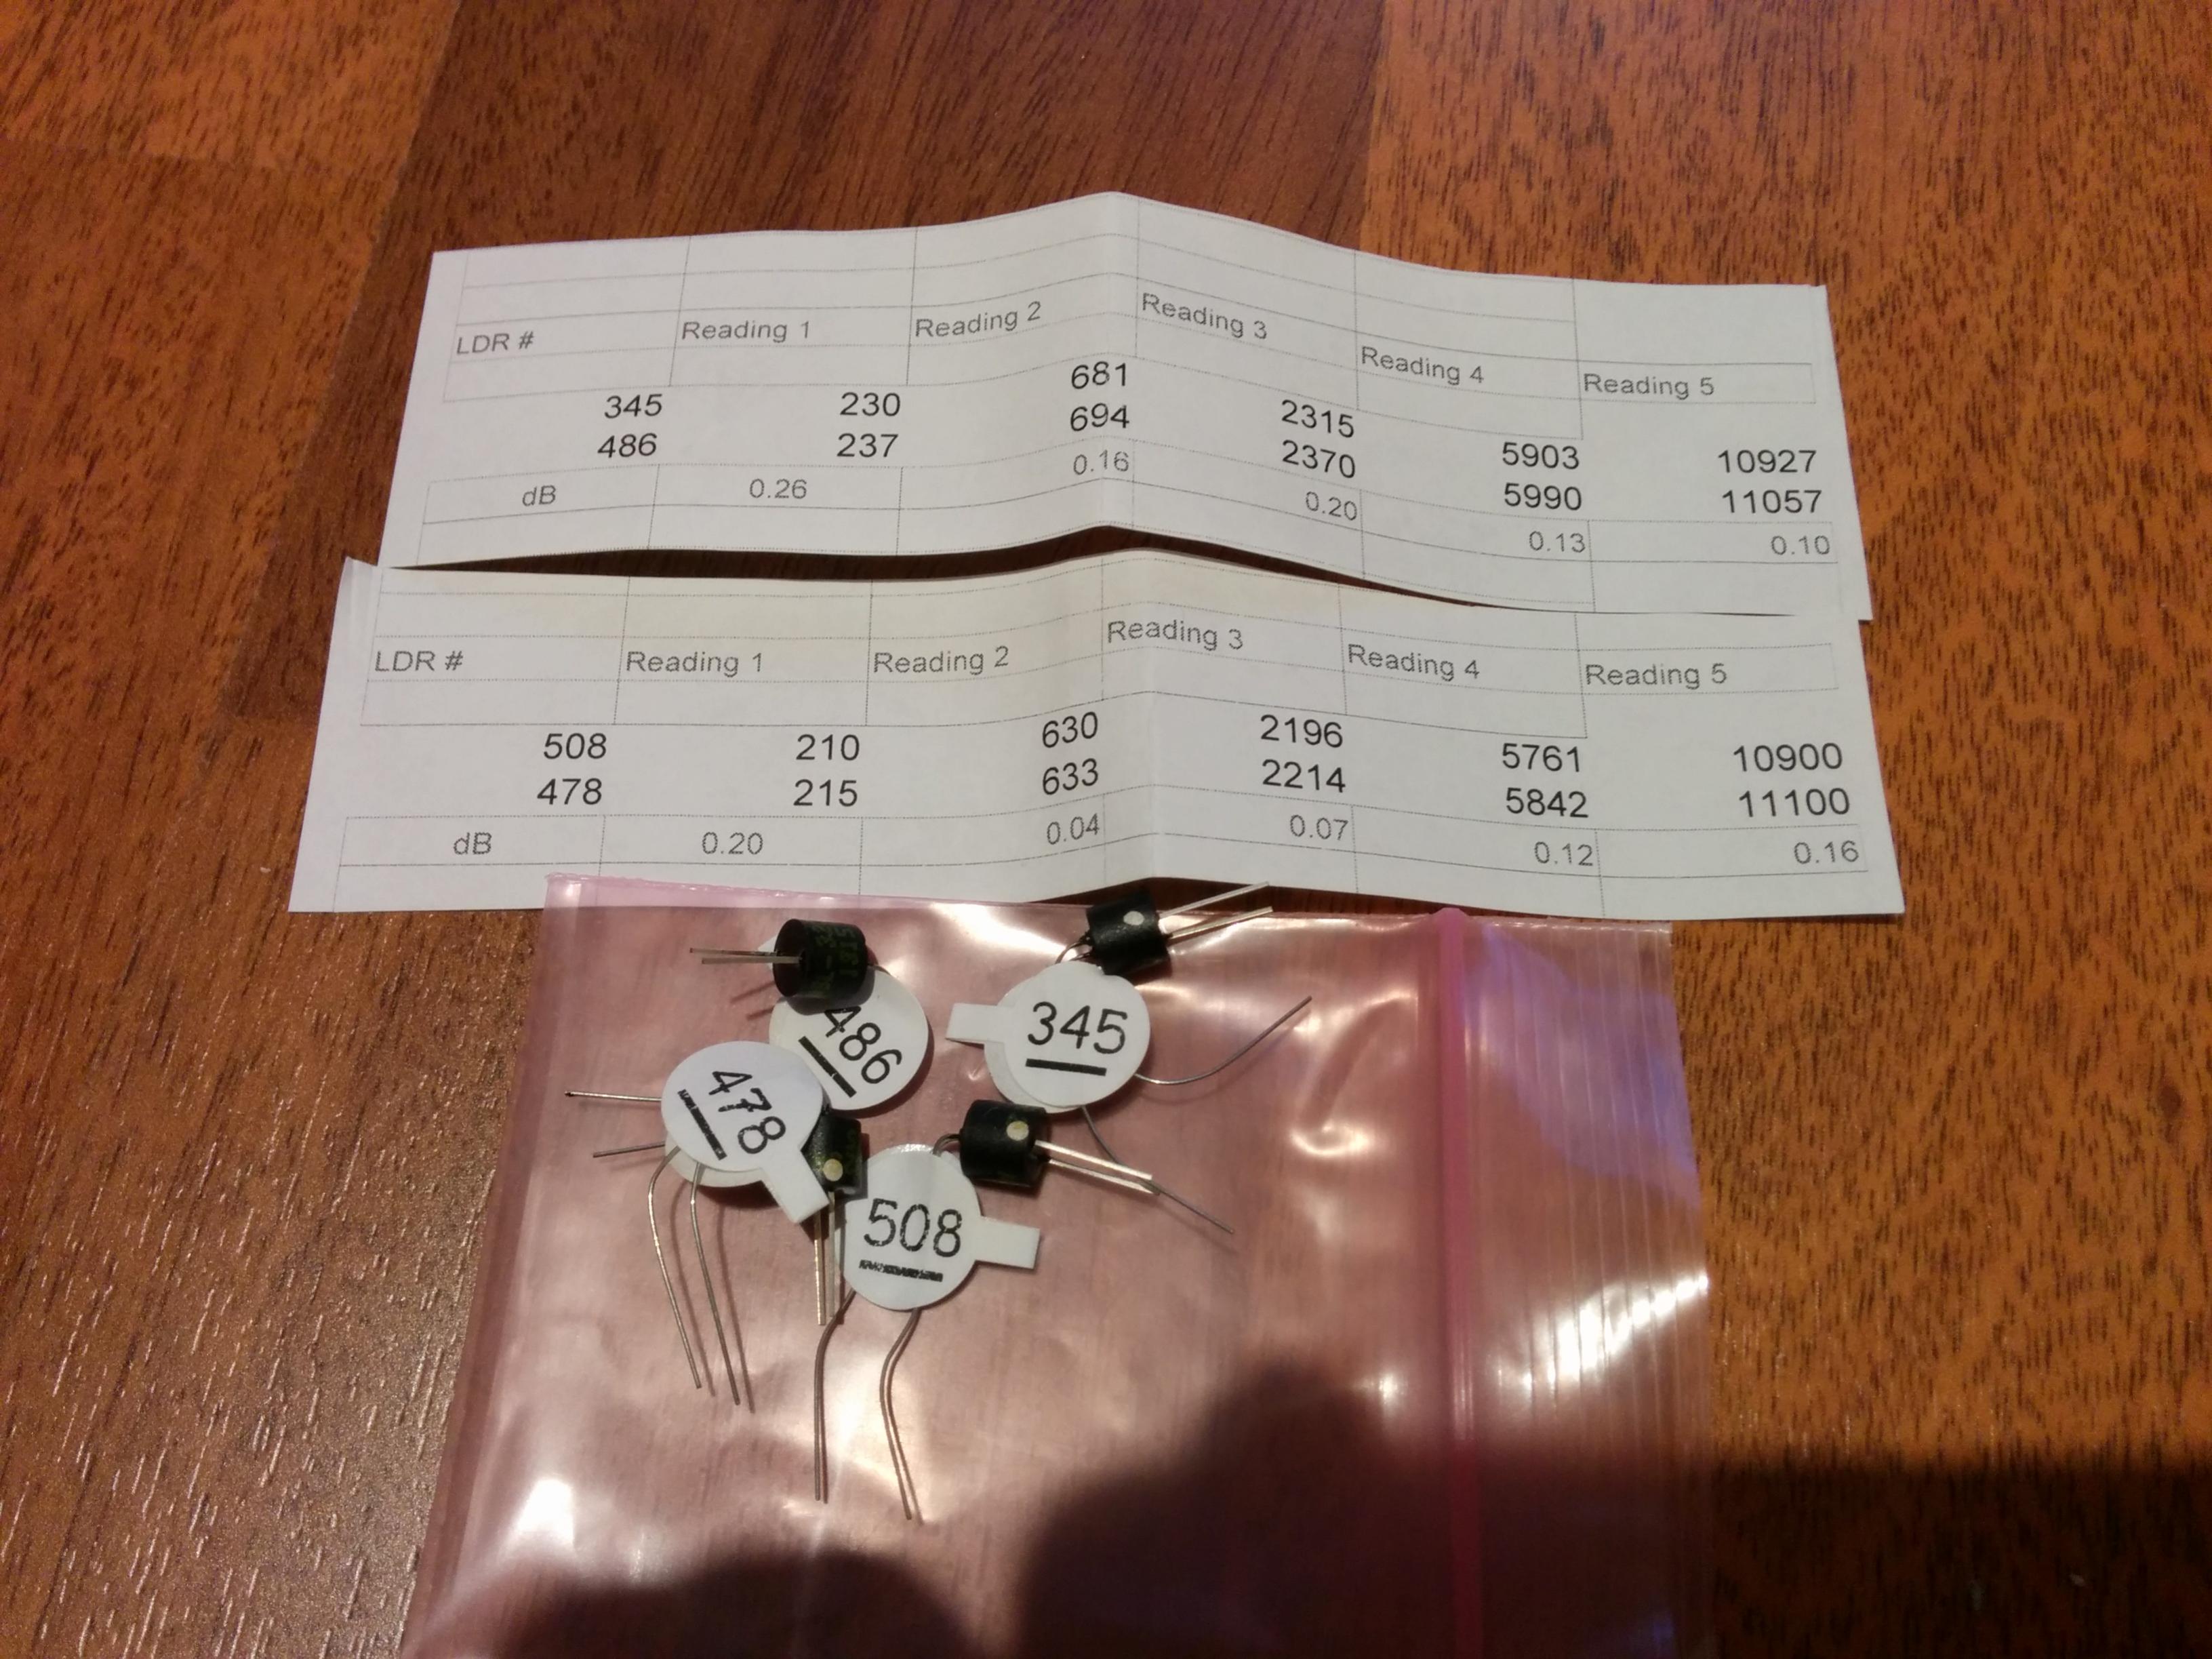 LDR # Reading 1 Reading 2 Reading 3 Reading 4 Reading 5
345 230 681 2315 5903 10927
486 237 694 2370 5990 11057
dB 0.26 0.16 0.20 0.13 0.10
LDR # Reading 1 Reading 2 Reading 3 Reading 4 Reading 5
508 210 630 2196 5761 10900
478 215 633 2214 5842 11100
dB 0.20 0.04 0.07 0.12 0.16
486
345
478
508